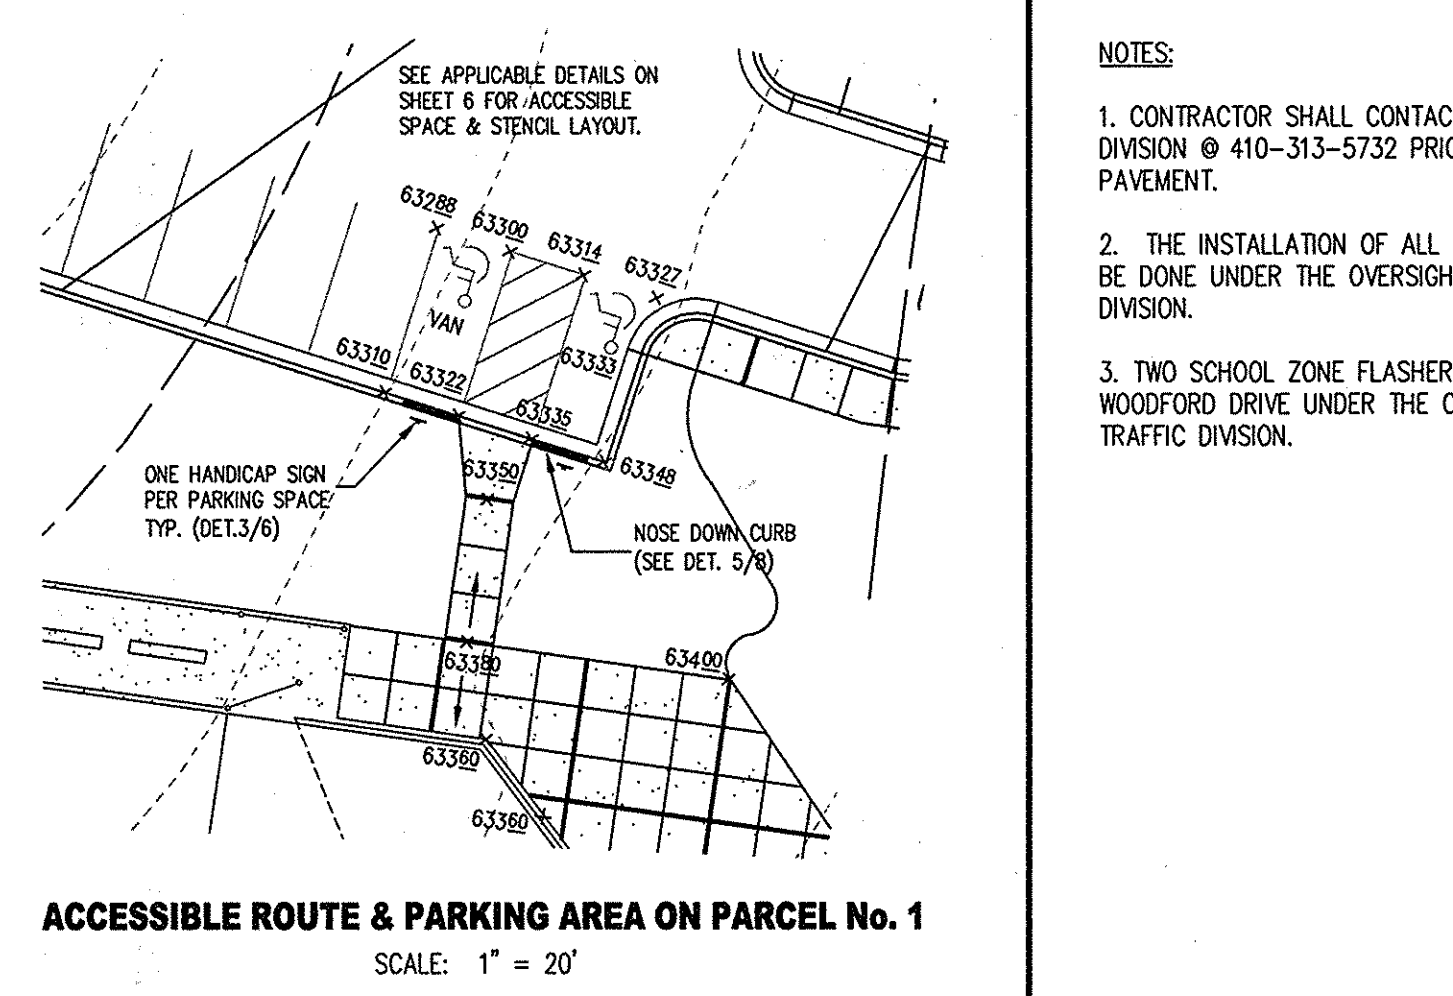 SEE APPLICABLE DETAILS ON
SHEET 6 FOR ACCESSIBLE
SPACE & STENCIL LAYOUT.
63288
63300
63314
63327
VAN
63310
63322
63333
63335
63350
63348
ONE HANDICAP SIGN
PER PARKING SPACE
TYP. (DET.3/6)
NOSE DOWN CURB
(SEE DET. 5/8)
63380
63400
63360
63360
ACCESSIBLE ROUTE & PARKING AREA ON PARCEL No. 1
SCALE: 1" = 20'
NOTES:
1. CONTRACTOR SHALL CONTAC
DIVISION @ 410-313-5732 PRIO
PAVEMENT.
2. THE INSTALLATION OF ALL
BE DONE UNDER THE OVERSIGH
DIVISION.
3. TWO SCHOOL ZONE FLASHER
WOODFORD DRIVE UNDER THE O
TRAFFIC DIVISION.